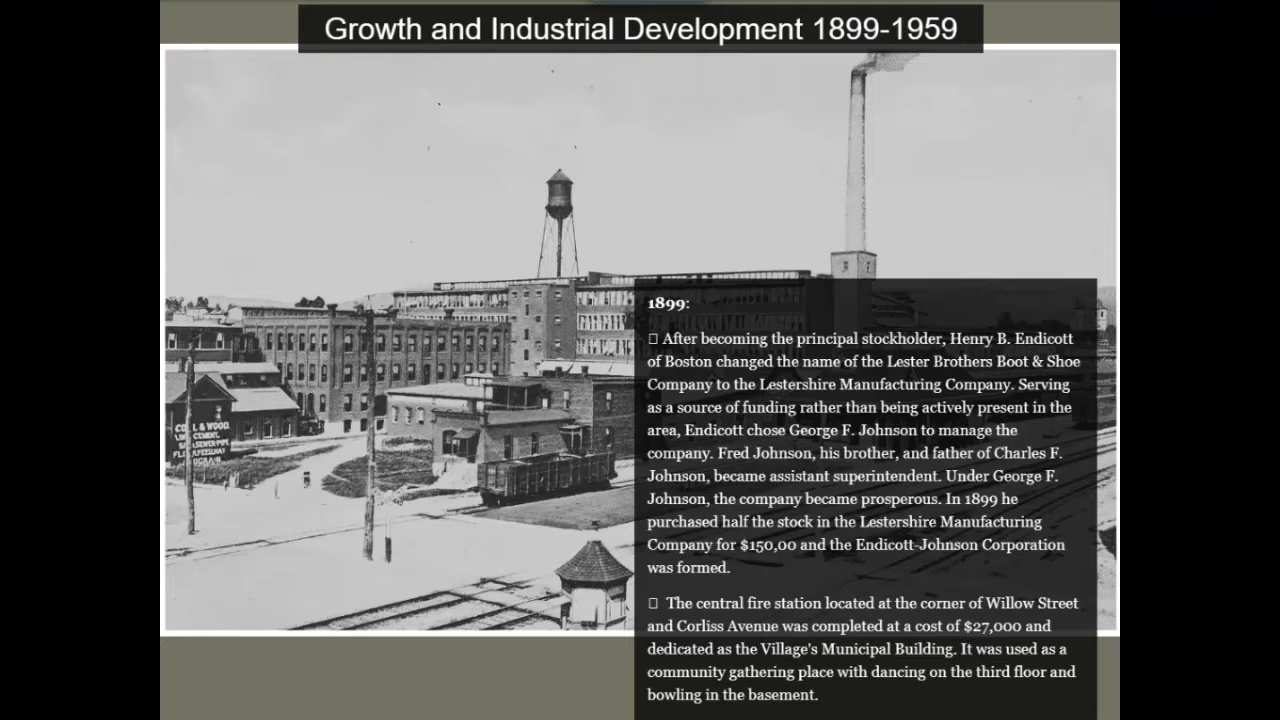 Growth and Industrial Development 1899-1959
1899:
After becoming the principal stockholder, Henry B. Endicott
of Boston changed the name of the Lester Brothers Boot & Shoe
Company to the Lestershire Manufacturing Company. Serving
as a source of funding rather than being actively present in the
area, Endicott chose George F. Johnson to manage the
company. Fred Johnson, his brother, and father of Charles F.
Johnson, became assistant superintendent. Under George F.
Johnson, the company became prosperous. In 1899 he
purchased half the stock in the Lestershire Manufacturing
Company for $150,00 and the Endicott-Johnson Corporation
was formed.
The central fire station located at the corner of Willow Street
and Corliss Avenue was completed at a cost of $27,000 and
dedicated as the Village's Municipal Building. It was used as a
community gathering place with dancing on the third floor and
bowling in the basement.
& WOOD
CEMENT,